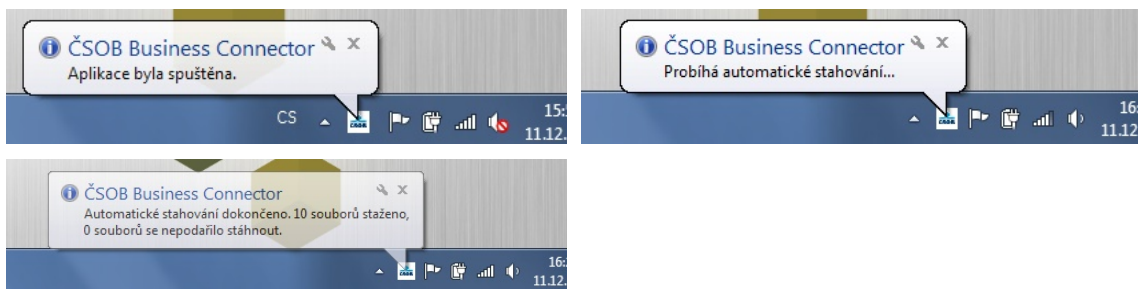 ČSOB Business Connector
Aplikace byla spuštěna.
CS
15:
11.12.
ČSOB Business Connector
Probíhá automatické stahování...
16:
11.12
ČSOB Business Connector
Automatické stahování dokončeno. 10 souborů staženo,
0 souborů se nepodařilo stáhnout.
16:
11.12.